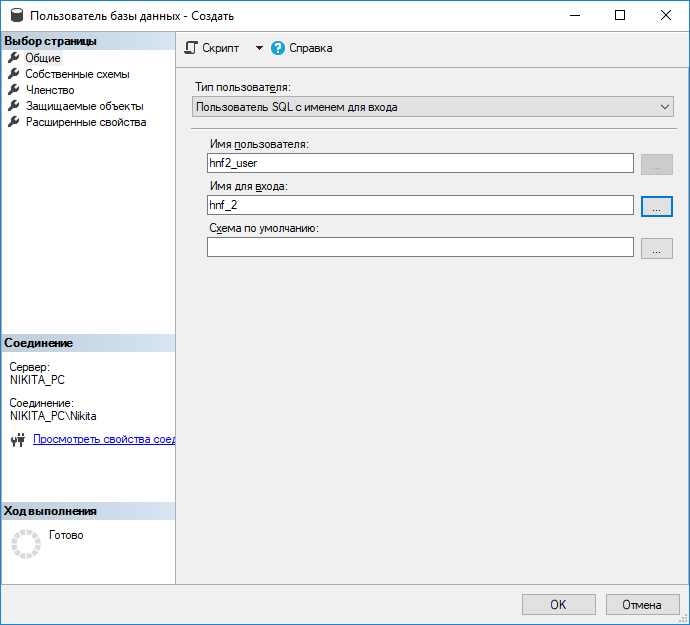 Пользователь базы данных - Создать
Выбор страницы
Общие
Собственные схемы
Членство
Защищаемые объекты
Расширенные свойства
Скрипт
Справка
Тип пользователя:
Пользователь SQL с именем для входа
Имя пользователя:
hnf2_user
...
Имя для входа:
hnf_2
...
Схема по умолчанию:
...
Соединение
Сервер:
NIKITA_PC
Соединение:
NIKITA_PC\Nikita
Просмотреть свойства соед
Ход выполнения
Готово
OK
Отмена